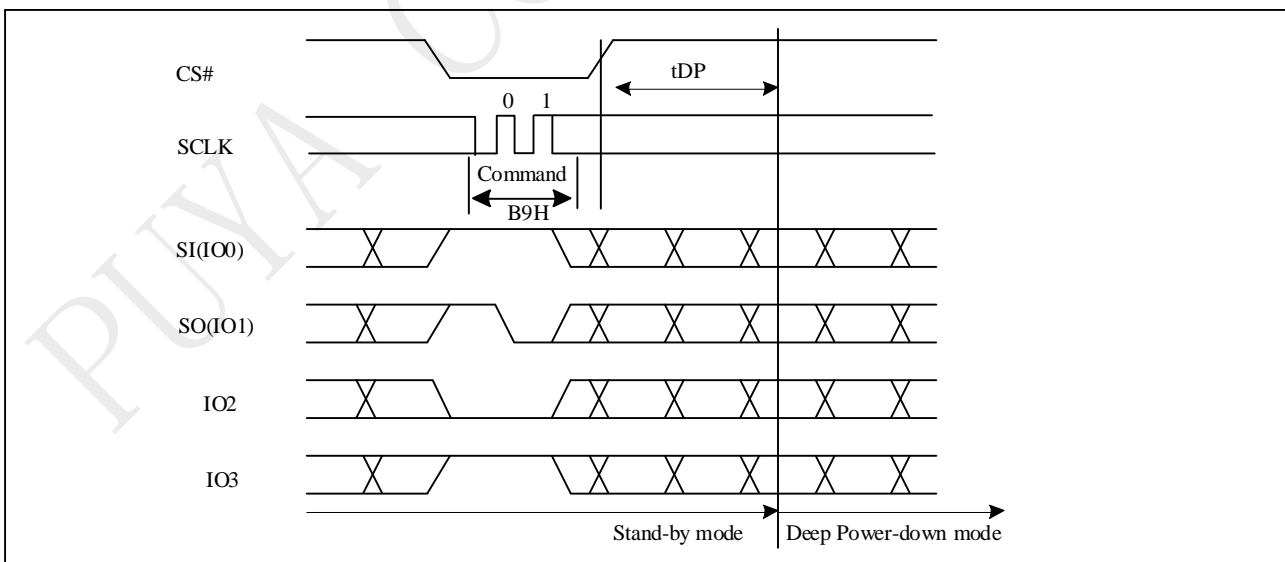 PUYA C
CS#
tDP
0 1
SCLK
Command
B9H
SI(IO0)
SO(IO1)
IO2
IO3
Stand-by mode
Deep Power-down mode